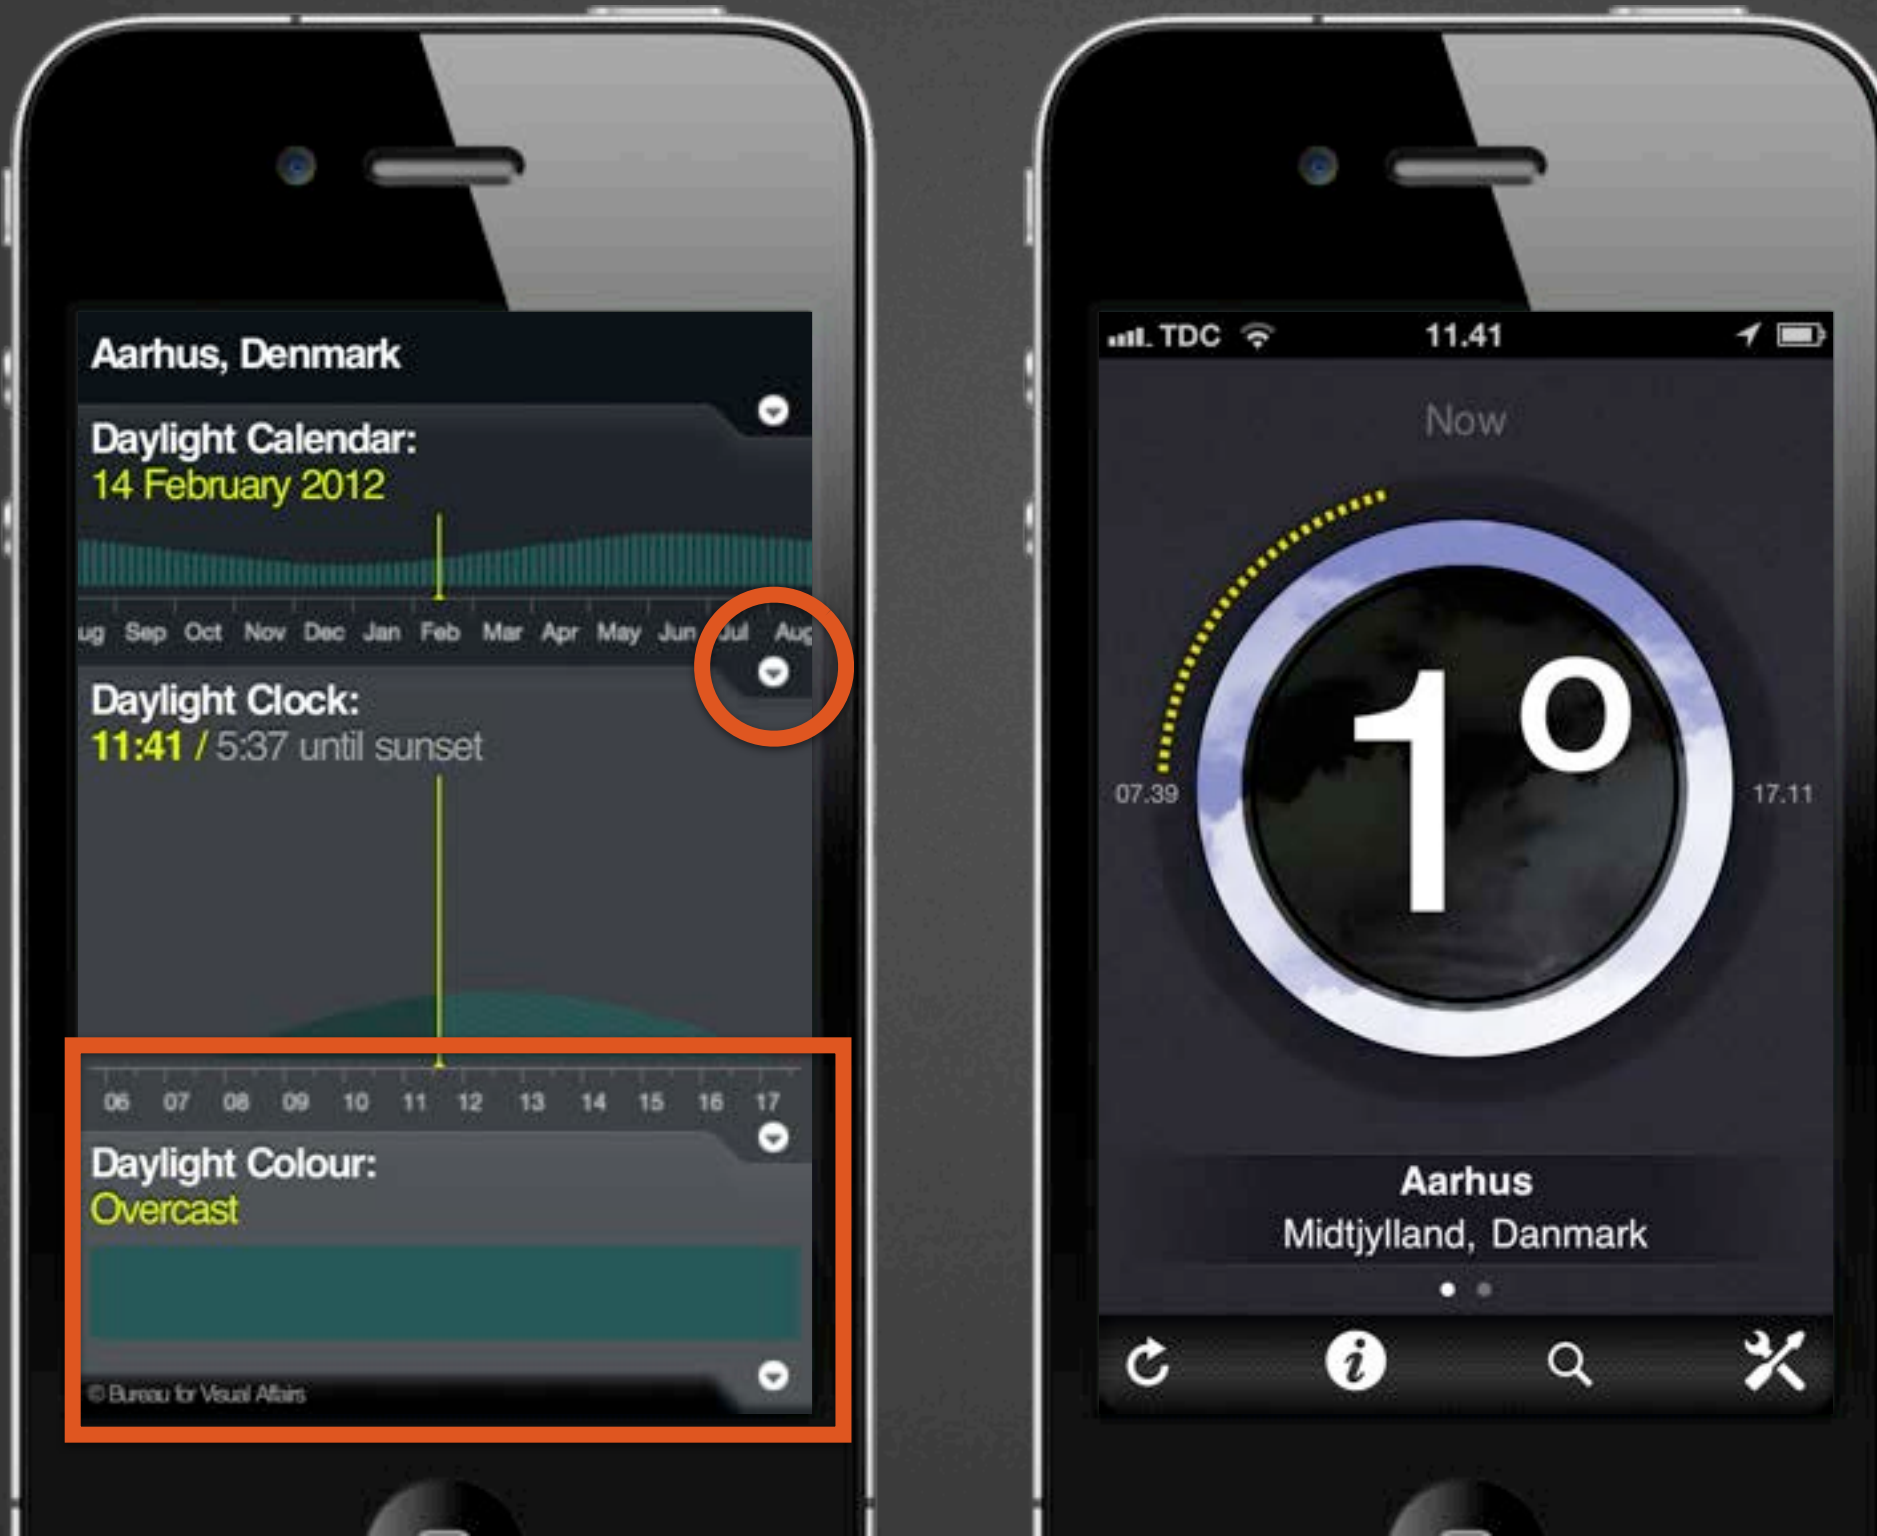 Aarhus, Denmark
Daylight Calendar:
14 February 2012
ug Sep Oct Nov Dec Jan Feb Mar Apr May Jun Jul Aug
Daylight Clock:
11:41 / 5:37 until sunset
06 07 08 09 10 11 12 13 14 15 16 17
Daylight Colour:
Overcast
© Bureau for Visual Affairs
TDC 11.41
Now
1°
07.39 17.11
Aarhus
Midtjylland, Danmark